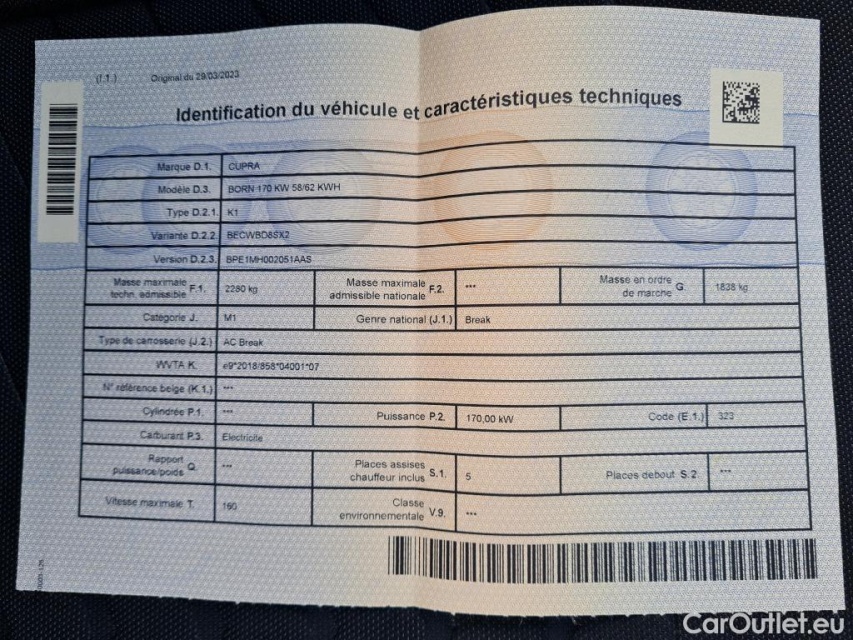 (I.1.) Original du 29/03/2023
Identification du véhicule et caractéristiques techniques
Marque D.1. CUPRA
Modèle D.3. BORN 170 KW 58/62 KWH
Type D.2.1. K1
Variante D.2.2. BECWBD8SX2
Version D.2.3. BPE1MH002051AAS
Masse maximale techn. admissible F.1. 2260 kg Masse maximale admissible nationale F.2. *** Masse en ordre de marche G. 1838 kg
Catégorie J. M1 Genre national (J.1.) Break
Type de carrosserie (J.2.) AC Break
WVTA K. e9*2018/858*04001*07
N° référence belge (K.1.) ***
Cylindrée P.1. *** Puissance P.2. 170,00 kW Code (E.1.) 323
Carburant P.3. Electricite
Rapport puissance/poids Q. *** Places assises chauffeur inclus S.1. 5 Places debout S.2. ***
Vitesse maximale T. 160 Classe environnementale V.9. ***
CarOutlet.eu